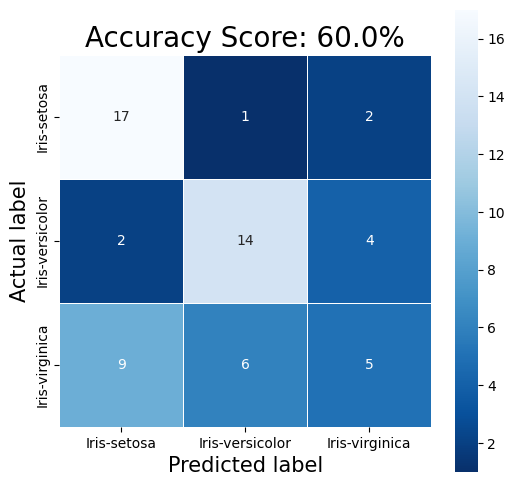 Accuracy Score: 60.0%
Actual label
Iris-setosa
17 1 2
Iris-versicolor
2 14 4
Iris-virginica
9 6 5
Iris-setosa Iris-versicolor Iris-virginica
Predicted label
16
14
12
10
8
6
4
2